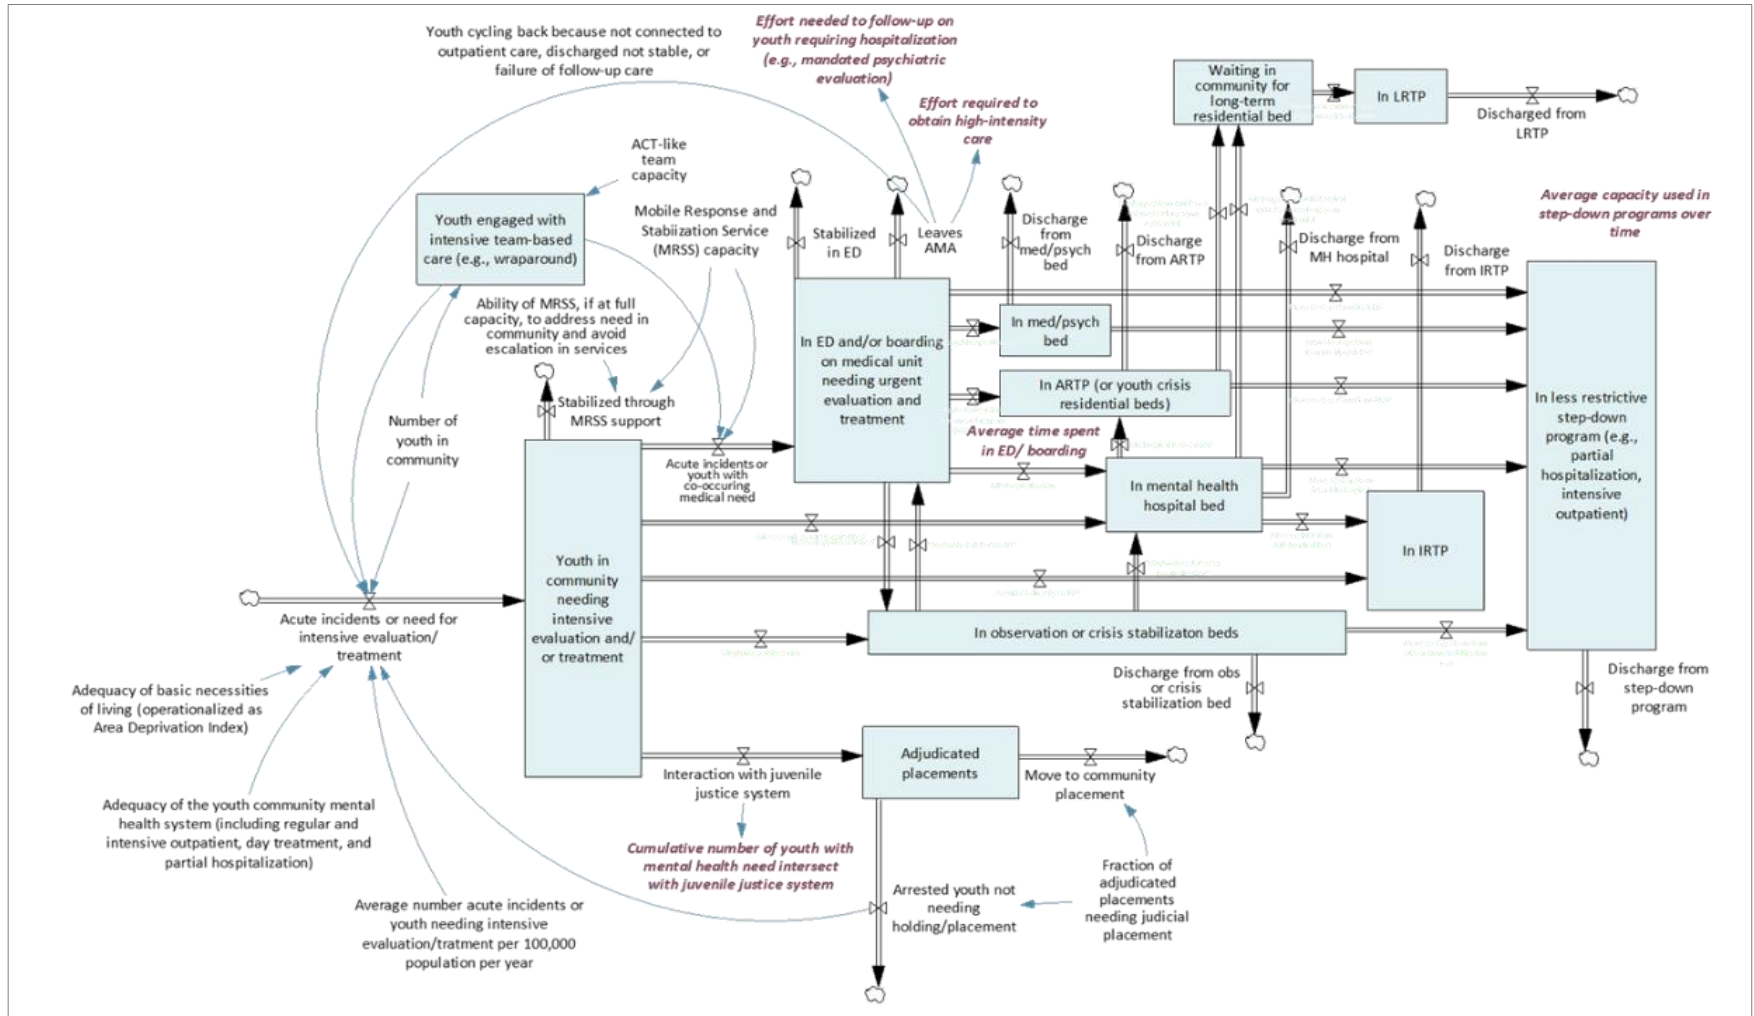 Youth cycling back because not connected to
outpatient care, discharged not stable, or
failure of follow-up care
Effort needed to follow-up on
youth requiring hospitalization
(e.g., mandated psychiatric
evaluation)
Effort required to
obtain high-intensity
care
Waiting in
community for
long-term
residential bed
In LRTP
Discharged from
LRTP
ACT-like
team
capacity
Youth engaged with
intensive team-based
care (e.g., wraparound)
Mobile Response and
Stabiization Service
(MRSS) capacity
Stabilized
in ED
Leaves
AMA
Discharge
from
med/psych
bed
Discharge
from ARTP
Discharge from
MH hospital
Discharge
from IRTP
Average capacity used in
step-down programs over
time
Ability of MRSS, if at full
capacity, to address need in
community and avoid
escalation in services
Stabilized through
MRSS support
In ED and/or boarding
on medical unit
needing urgent
evaluation and
treatment
In med/psych
bed
In ARTP (or youth crisis
residential beds)
Average time spent
in ED/ boarding
In mental health
hospital bed
In IRTP
In less restrictive
step-down
program (e.g.,
partial
hospitalization,
intensive
outpatient)
Number of
youth in
community
Acute incidents or
youth with
co-occuring
medical need
Youth in
community
needing
intensive
evaluation and/
or treatment
Acute incidents or need for
intensive evaluation/
treatment
In observation or crisis stabilizaton beds
Discharge from obs
or crisis
stabilization bed
Discharge from
step-down
program
Adequacy of basic necessities
of living (operationalized as
Area Deprivation Index)
Adequacy of the youth community mental
health system (including regular and
intensive outpatient, day treatment, and
partial hospitalization)
Average number acute incidents or
youth needing intensive
evaluation/tratment per 100,000
population per year
Interaction with juvenile
justice system
Adjudicated
placements
Move to community
placement
Cumulative number of youth with
mental health need intersect
with juvenile justice system
Arrested youth not
needing
holding/placement
Fraction of
adjudicated
placements
needing judicial
placement